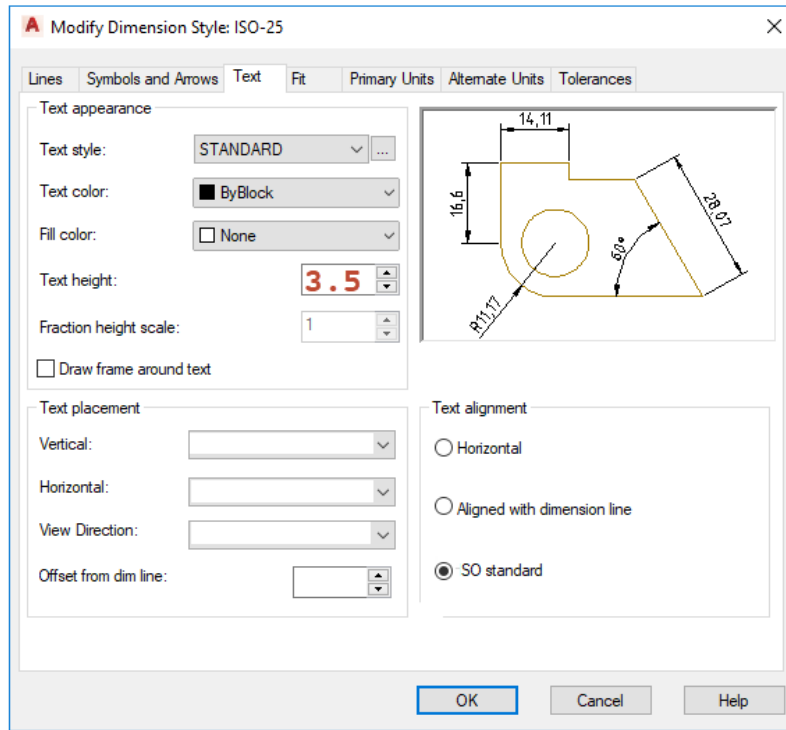 Modify Dimension Style: ISO-25
Lines Symbols and Arrows Text Fit Primary Units Alternate Units Tolerances
Text appearance
Text style: STANDARD ...
Text color: ByBlock
Fill color: None
Text height: 3.5
Fraction height scale: 1
Draw frame around text
14,11
16,6
28,07
60°
R11,17
Text placement
Vertical:
Horizontal:
View Direction:
Offset from dim line:
Text alignment
Horizontal
Aligned with dimension line
SO standard
OK Cancel Help